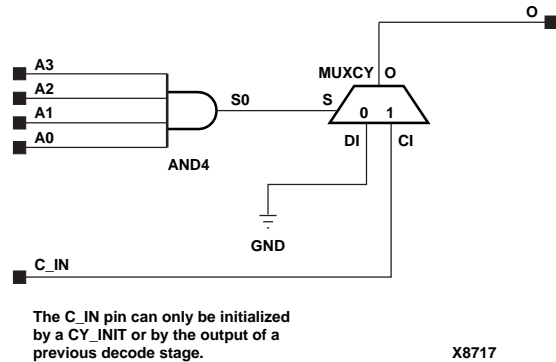 O
A3
A2
A1
A0
S0
AND4
MUXCY O
S
0 1
DI CI
GND
C_IN
The C_IN pin can only be initialized
by a CY_INIT or by the output of a
previous decode stage.
X8717